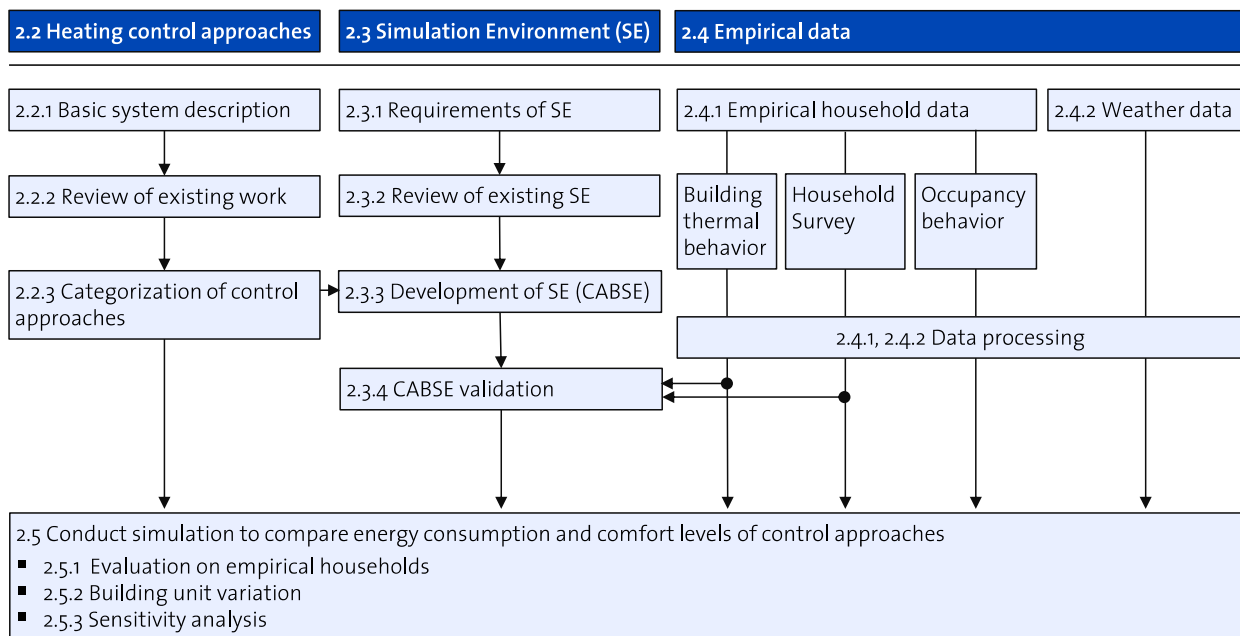 2.2 Heating control approaches
2.3 Simulation Environment (SE)
2.4 Empirical data
2.2.1 Basic system description
2.3.1 Requirements of SE
2.4.1 Empirical household data
2.4.2 Weather data
2.2.2 Review of existing work
2.3.2 Review of existing SE
Building
thermal
behavior
Household
Survey
Occupancy
behavior
2.2.3 Categorization of control
approaches
2.3.3 Development of SE (CABSE)
2.4.1, 2.4.2 Data processing
2.3.4 CABSE validation
2.5 Conduct simulation to compare energy consumption and comfort levels of control approaches
▪ 2.5.1 Evaluation on empirical households
▪ 2.5.2 Building unit variation
▪ 2.5.3 Sensitivity analysis